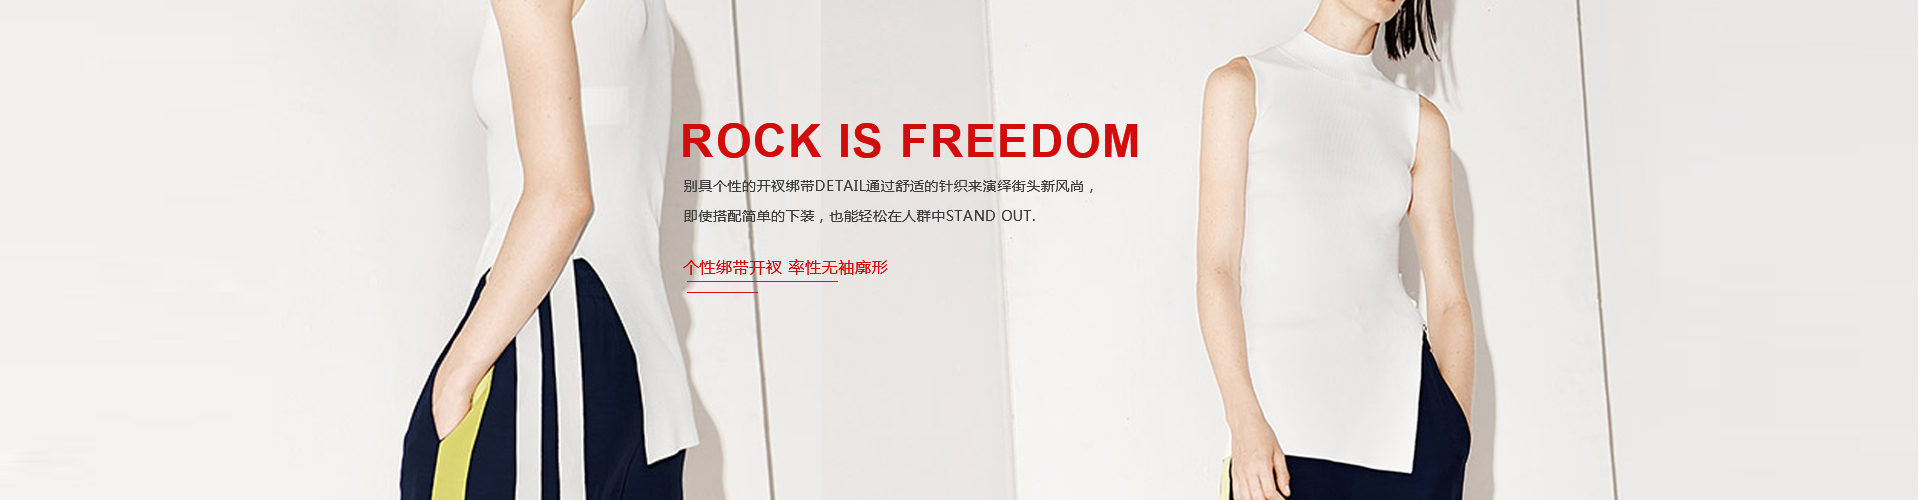 ROCK IS FREEDOM
别具个性的开衩绑带DETAIL通过舒适的针织来演绎街头新风尚，
即使搭配简单的下装，也能轻松在人群中STAND OUT.
个性绑带开衩 率性无袖廓形